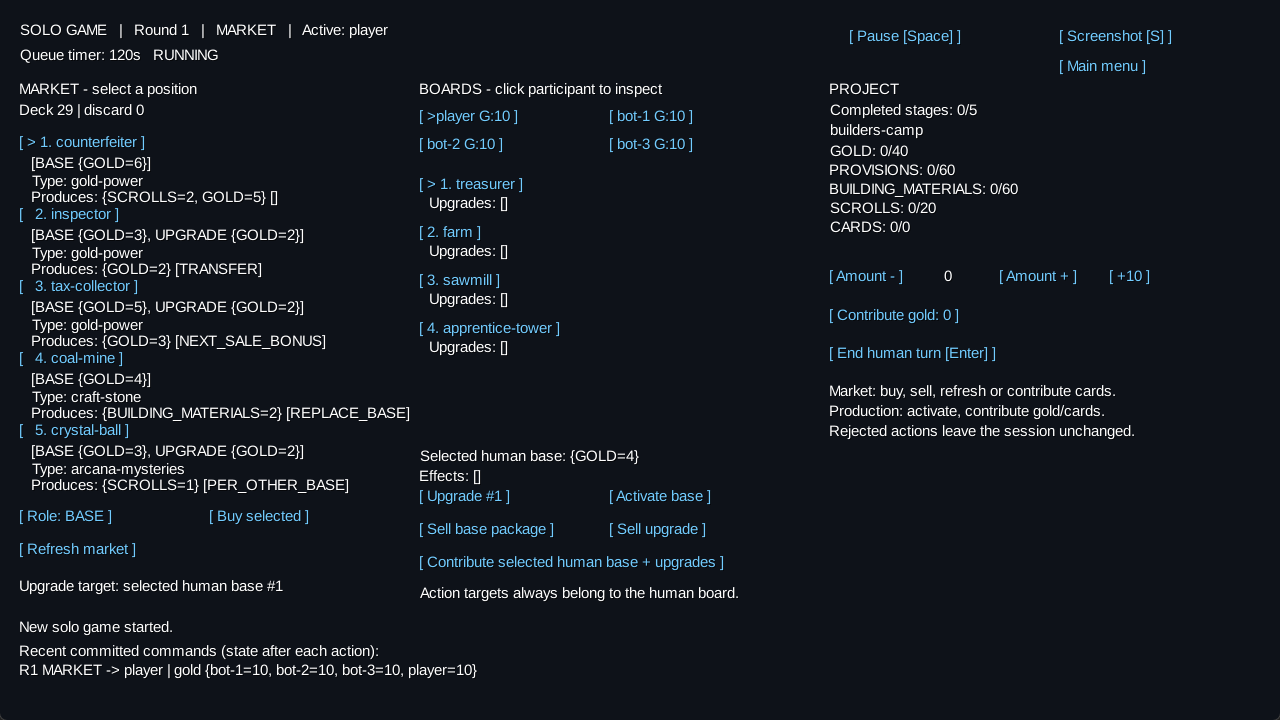 SOLO GAME | Round 1 | MARKET | Active: player
Queue timer: 120s RUNNING
[ Pause [Space] ]
[ Screenshot [S] ]
[ Main menu ]
MARKET - select a position
Deck 29 | discard 0
[ > 1. counterfeiter ]
[BASE {GOLD=6}]
Type: gold-power
Produces: {SCROLLS=2, GOLD=5} []
[ 2. inspector ]
[BASE {GOLD=3}, UPGRADE {GOLD=2}]
Type: gold-power
Produces: {GOLD=2} [TRANSFER]
[ 3. tax-collector ]
[BASE {GOLD=5}, UPGRADE {GOLD=2}]
Type: gold-power
Produces: {GOLD=3} [NEXT_SALE_BONUS]
[ 4. coal-mine ]
[BASE {GOLD=4}]
Type: craft-stone
Produces: {BUILDING_MATERIALS=2} [REPLACE_BASE]
[ 5. crystal-ball ]
[BASE {GOLD=3}, UPGRADE {GOLD=2}]
Type: arcana-mysteries
Produces: {SCROLLS=1} [PER_OTHER_BASE]
[ Role: BASE ]
[ Buy selected ]
[ Refresh market ]
Upgrade target: selected human base #1
BOARDS - click participant to inspect
[ >player G:10 ]
[ bot-1 G:10 ]
[ bot-2 G:10 ]
[ bot-3 G:10 ]
[ > 1. treasurer ]
Upgrades: []
[ 2. farm ]
Upgrades: []
[ 3. sawmill ]
Upgrades: []
[ 4. apprentice-tower ]
Upgrades: []
Selected human base: {GOLD=4}
Effects: []
[ Upgrade #1 ]
[ Activate base ]
[ Sell base package ]
[ Sell upgrade ]
[ Contribute selected human base + upgrades ]
Action targets always belong to the human board.
PROJECT
Completed stages: 0/5
builders-camp
GOLD: 0/40
PROVISIONS: 0/60
BUILDING_MATERIALS: 0/60
SCROLLS: 0/20
CARDS: 0/0
[ Amount - ]
0
[ Amount + ]
[ +10 ]
[ Contribute gold: 0 ]
[ End human turn [Enter] ]
Market: buy, sell, refresh or contribute cards.
Production: activate, contribute gold/cards.
Rejected actions leave the session unchanged.
New solo game started.
Recent committed commands (state after each action):
R1 MARKET -> player | gold {bot-1=10, bot-2=10, bot-3=10, player=10}